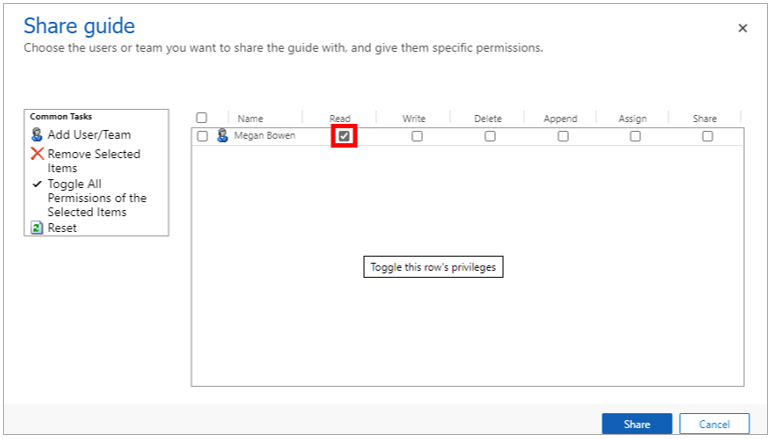 Share guide
Choose the users or team you want to share the guide with, and give them specific permissions.
Common Tasks
Add User/Team
Remove Selected
Items
Toggle All
Permissions of the
Selected Items
Reset
Name Read Write Delete Append Assign Share
Megan Bowen
Toggle this row's privileges
Share Cancel